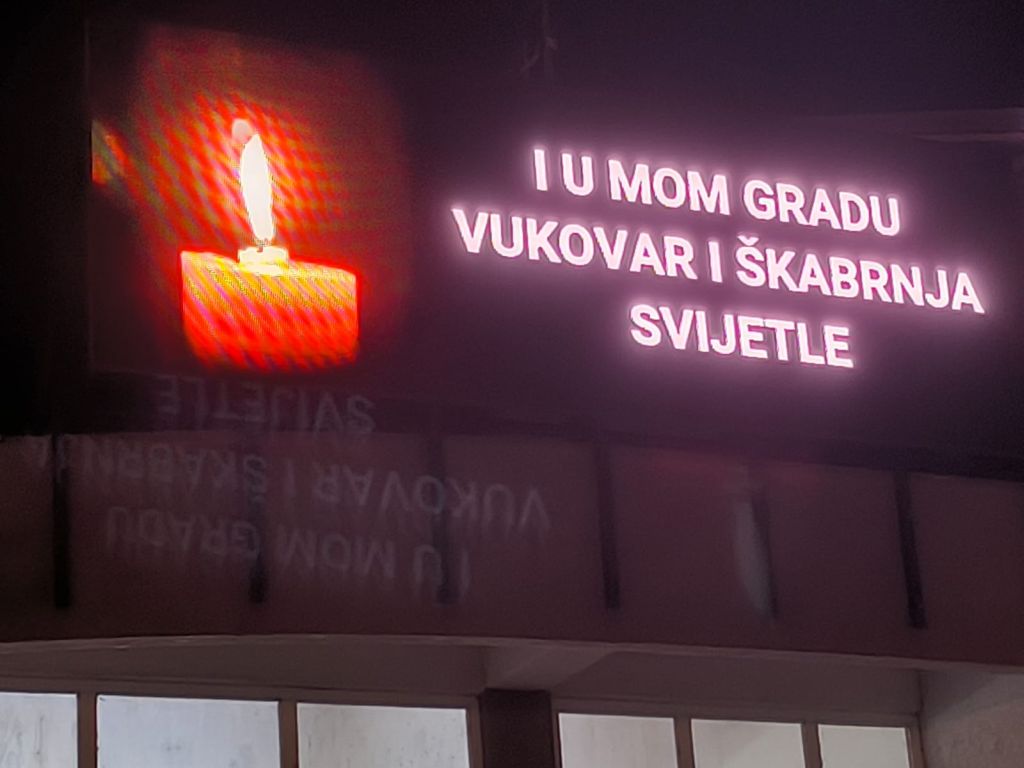 I U MOM GRADU
VUKOVAR I ŠKABRNJA
SVIJETLE